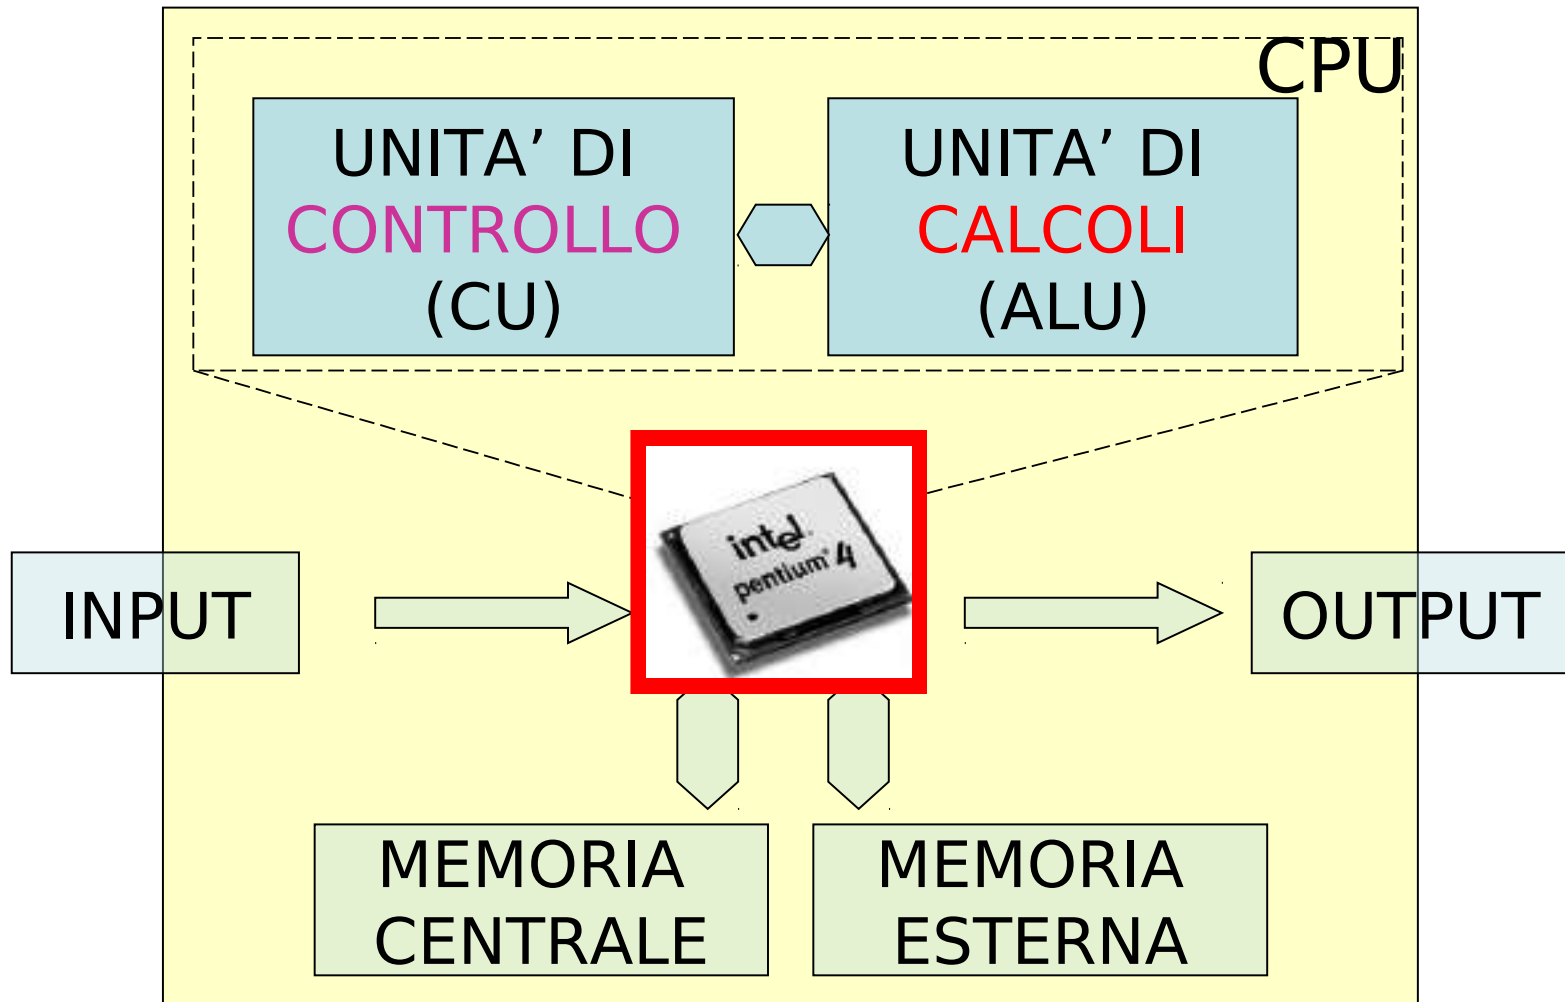 CPU
UNITA’ DI
CONTROLLO
(CU)
UNITA’ DI
CALCOLI
(ALU)
intel
pentium 4
INPUT
OUTPUT
MEMORIA
CENTRALE
MEMORIA
ESTERNA